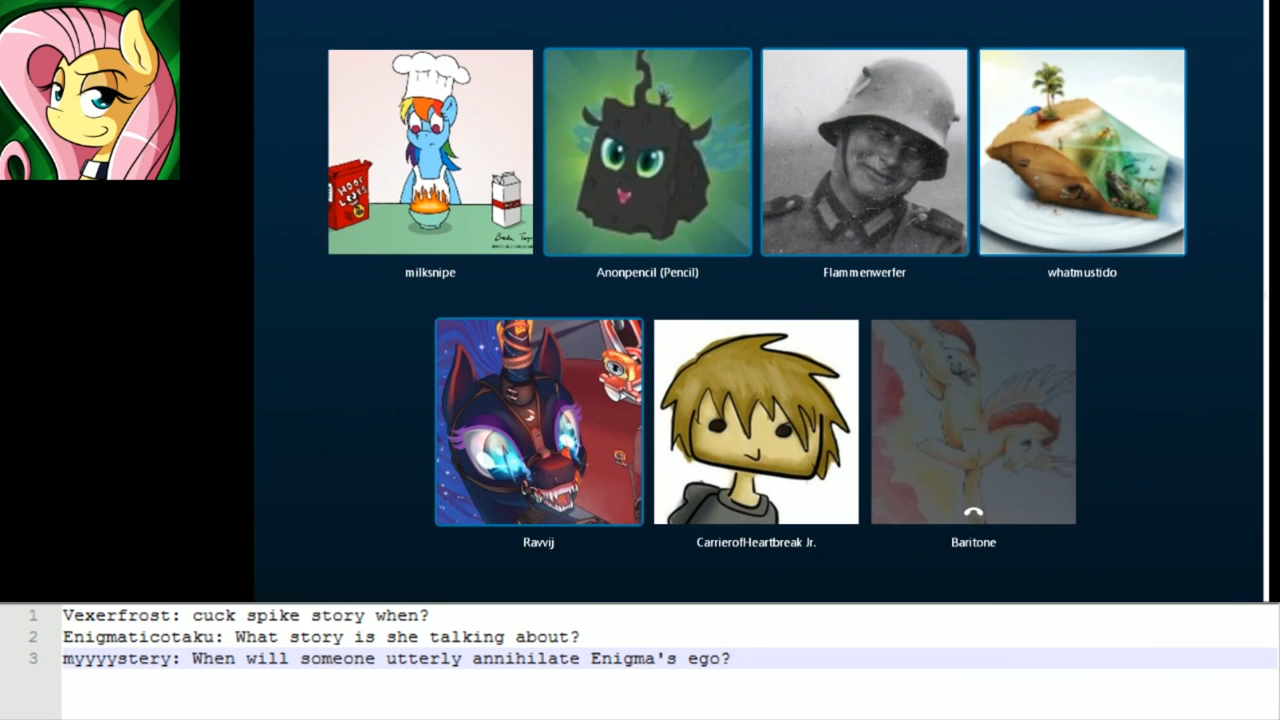 HOOT
milksnipe
Anonpencil (Pencil)
Flammenwerfer
whatmustido
Ravvij
CarrierofHeartbreak Jr.
Baritone
1 Vexerfrost: cuck spike story when?
2 Enigmaticotaku: What story is she talking about?
3 myyyystery: When will someone utterly annihilate Enigma's ego?